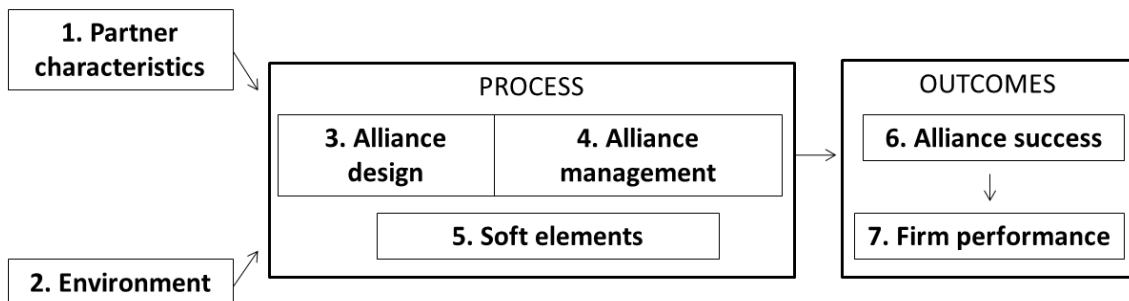 1. Partner
characteristics
2. Environment
PROCESS
3. Alliance
design
4. Alliance
management
5. Soft elements
OUTCOMES
6. Alliance success
7. Firm performance